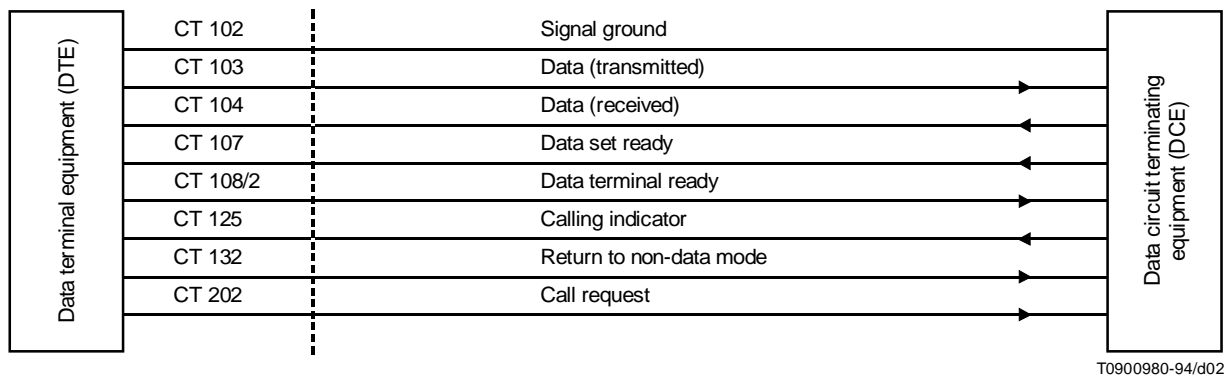 Data terminal equipment (DTE)
CT 102 Signal ground
CT 103 Data (transmitted)
CT 104 Data (received)
CT 107 Data set ready
CT 108/2 Data terminal ready
CT 125 Calling indicator
CT 132 Return to non-data mode
CT 202 Call request
Data circuit terminating
equipment (DCE)
T0900980-94/d02